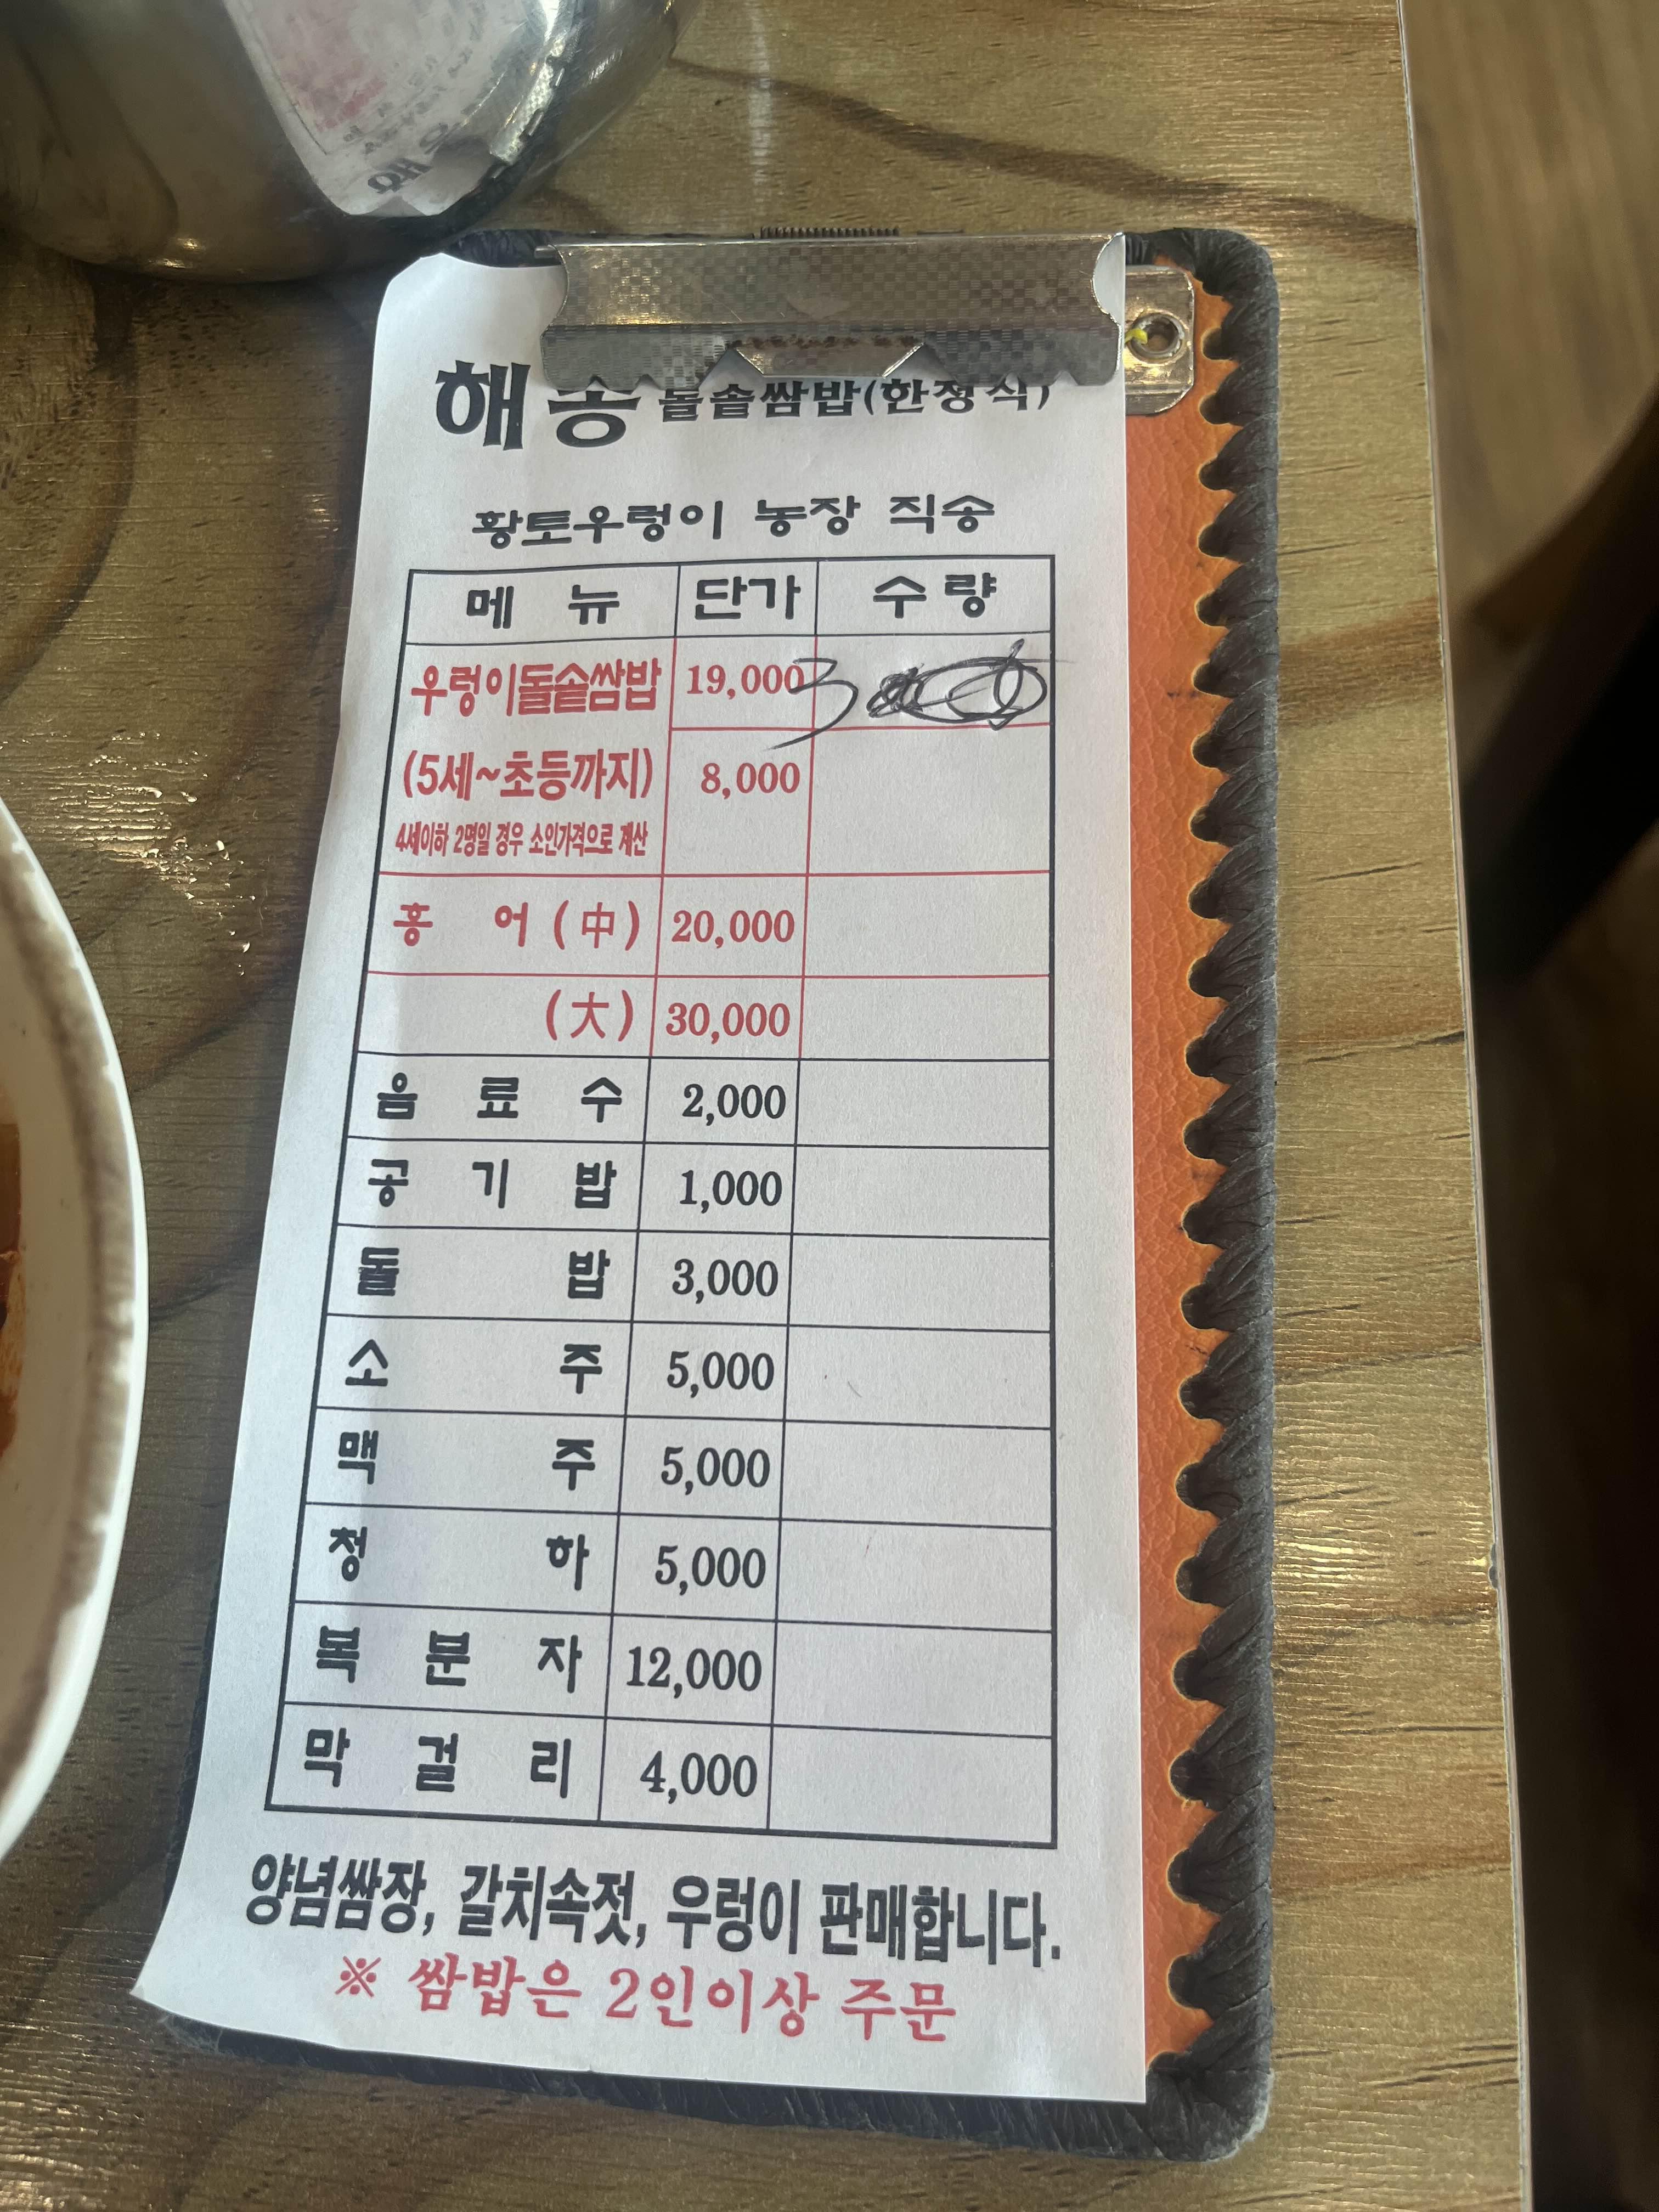 해송 돌솥쌈밥(한정식)
황토우렁이 농장 직송
메 뉴 단가 수량
우렁이돌솥쌈밥 19,000 3
(5세~초등까지) 8,000
4세이하 2명일 경우 소인가격으로 계산
홍 어 (中) 20,000
(大) 30,000
음 료 수 2,000
공 기 밥 1,000
돌 밥 3,000
소 주 5,000
맥 주 5,000
청 하 5,000
복 분 자 12,000
막 걸 리 4,000
양념쌈장, 갈치속젓, 우렁이 판매합니다.
※ 쌈밥은 2인이상 주문